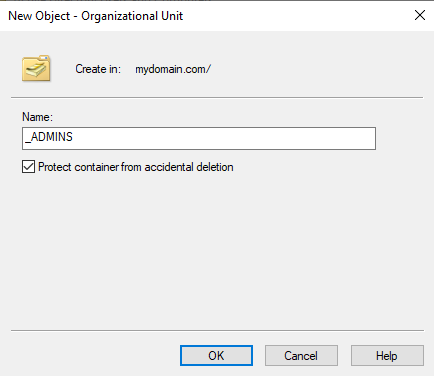 New Object - Organizational Unit
Create in: mydomain.com/
Name:
_ADMINS
Protect container from accidental deletion
OK Cancel Help